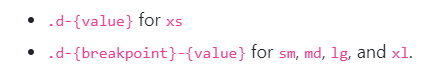 • .d-{value} for xs
• .d-{breakpoint}-{value} for sm, md, lg, and xl.